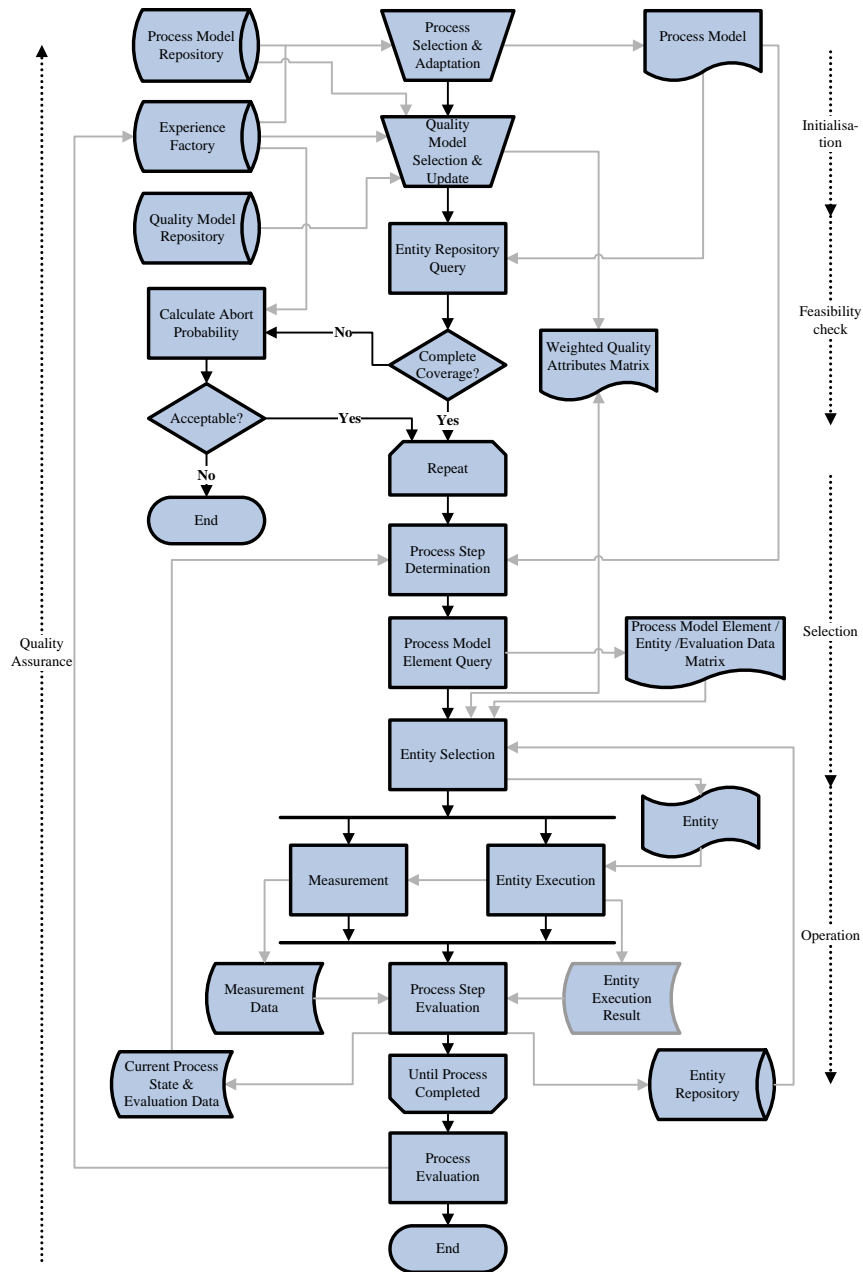 Process Model
Repository
Process
Selection &
Adaptation
Process Model
Experience
Factory
Quality
Model
Selection &
Update
Initialisa-
tion
Quality Model
Repository
Entity Repository
Query
Calculate Abort
Probability
No
Complete
Coverage?
Weighted Quality
Attributes Matrix
Feasibility
check
Acceptable?
Yes
Yes
No
Repeat
End
Process Step
Determination
Quality
Assurance
Process Model
Element Query
Process Model Element /
Entity /Evaluation Data
Matrix
Selection
Entity Selection
Entity
Measurement
Entity Execution
Operation
Measurement
Data
Process Step
Evaluation
Entity
Execution
Result
Current Process
State &
Evaluation Data
Until Process
Completed
Entity
Repository
Process
Evaluation
End